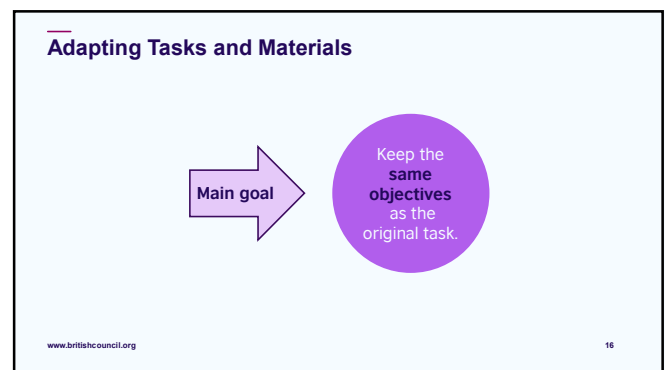 Adapting Tasks and Materials
Main goal
Keep the
same
objectives
as the
original task.
www.britishcouncil.org
16